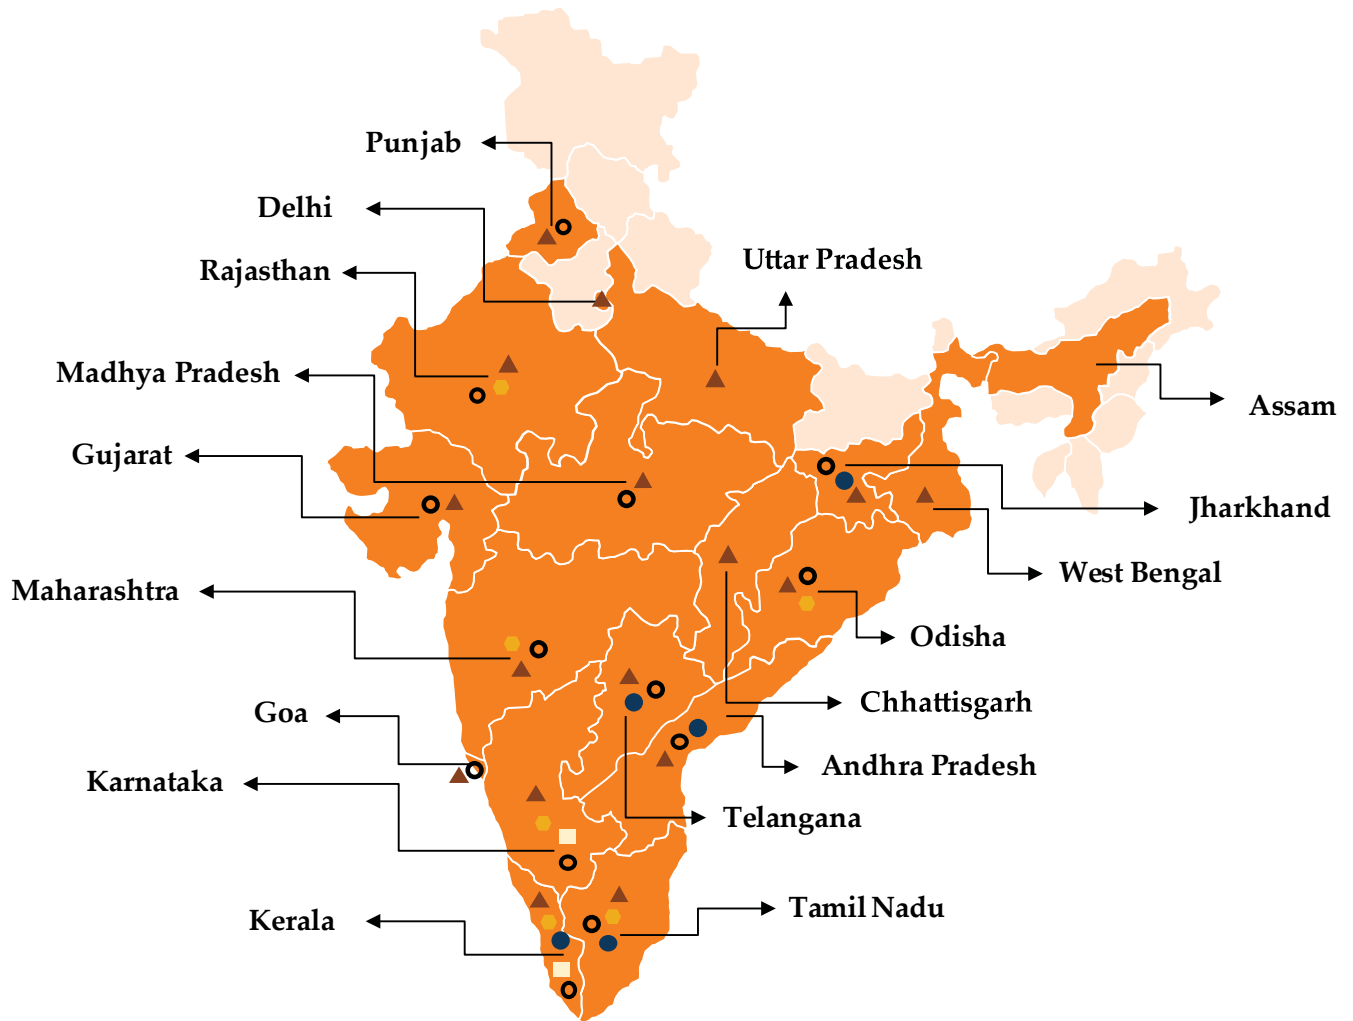 Punjab
Delhi
Uttar Pradesh
Rajasthan
Madhya Pradesh
Assam
Gujarat
Jharkhand
West Bengal
Maharashtra
Odisha
Chhattisgarh
Goa
Andhra Pradesh
Karnataka
Telangana
Tamil Nadu
Kerala